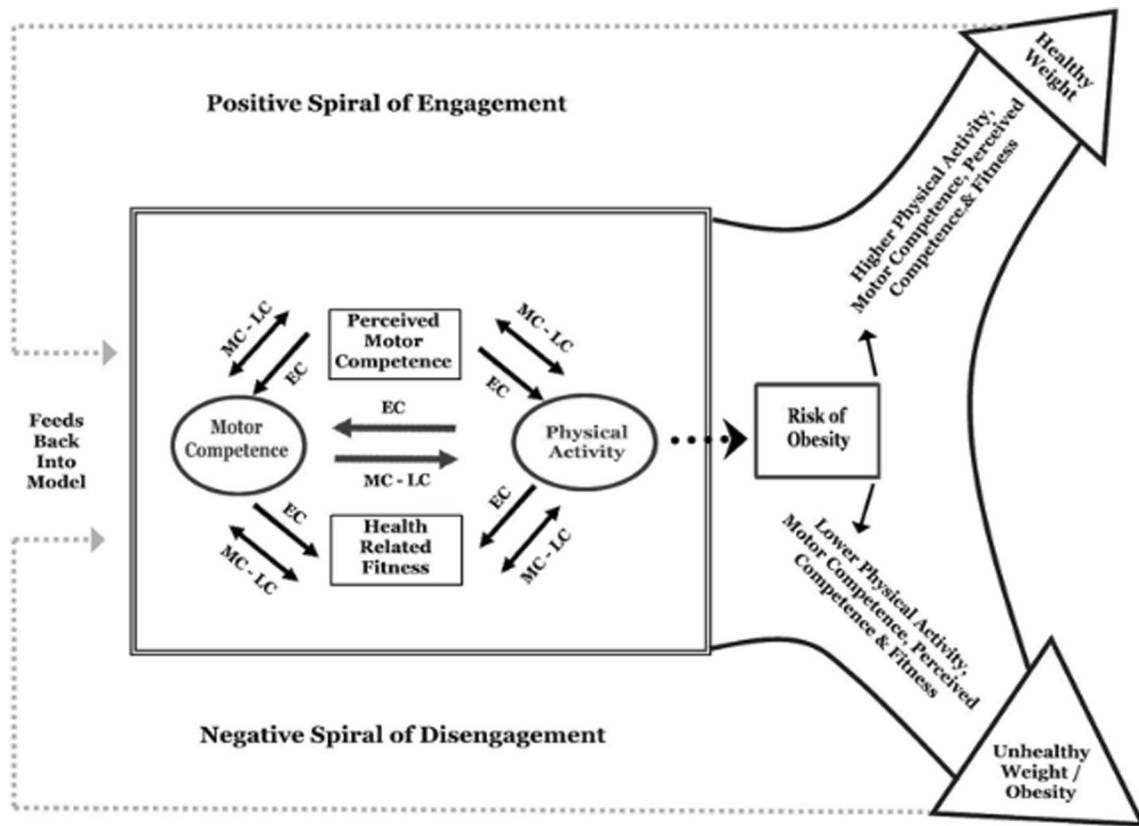 Healthy
Weight
Positive Spiral of Engagement
Higher Physical Activity,
Motor Competence, Perceived
Competence,& Fitness
MC - LC
EC
Perceived
Motor
Competence
MC - LC
EC
Feeds
Back
Into
Model
Motor
Competence
EC
MC - LC
Physical
Activity
Risk of
Obesity
EC
MC - LC
Health
Related
Fitness
EC
MC - LC
Lower Physical Activity,
Motor Competence, Perceived
Competence & Fitness
Negative Spiral of Disengagement
Unhealthy
Weight /
Obesity